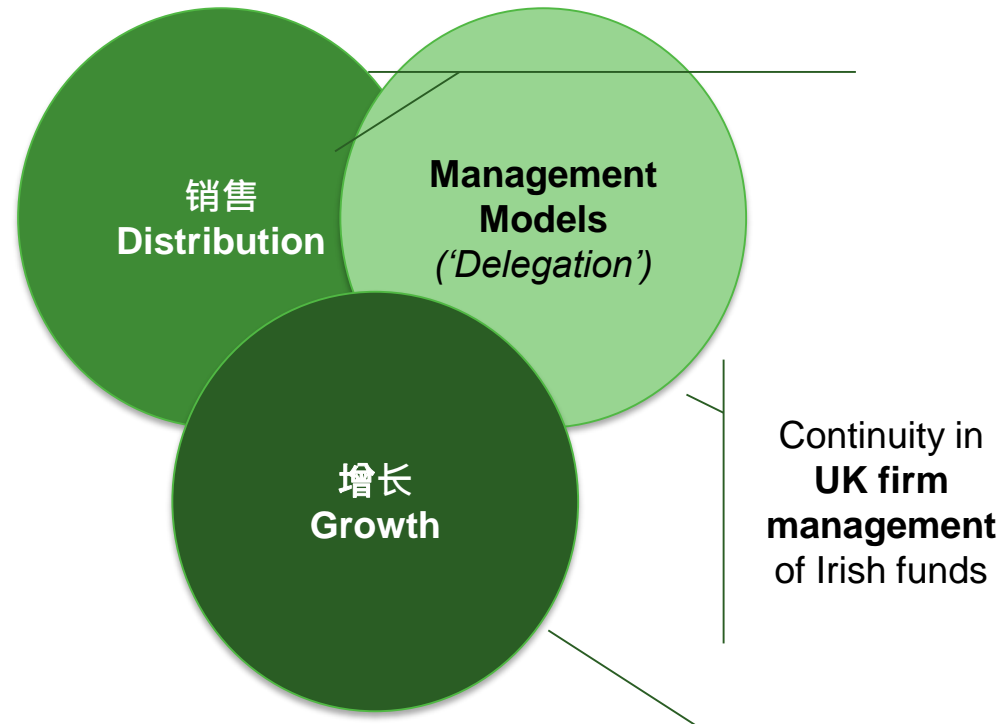 销售
Distribution
Management
Models
(‘Delegation’)
增长
Growth
Continuity in
UK firm
management
of Irish funds